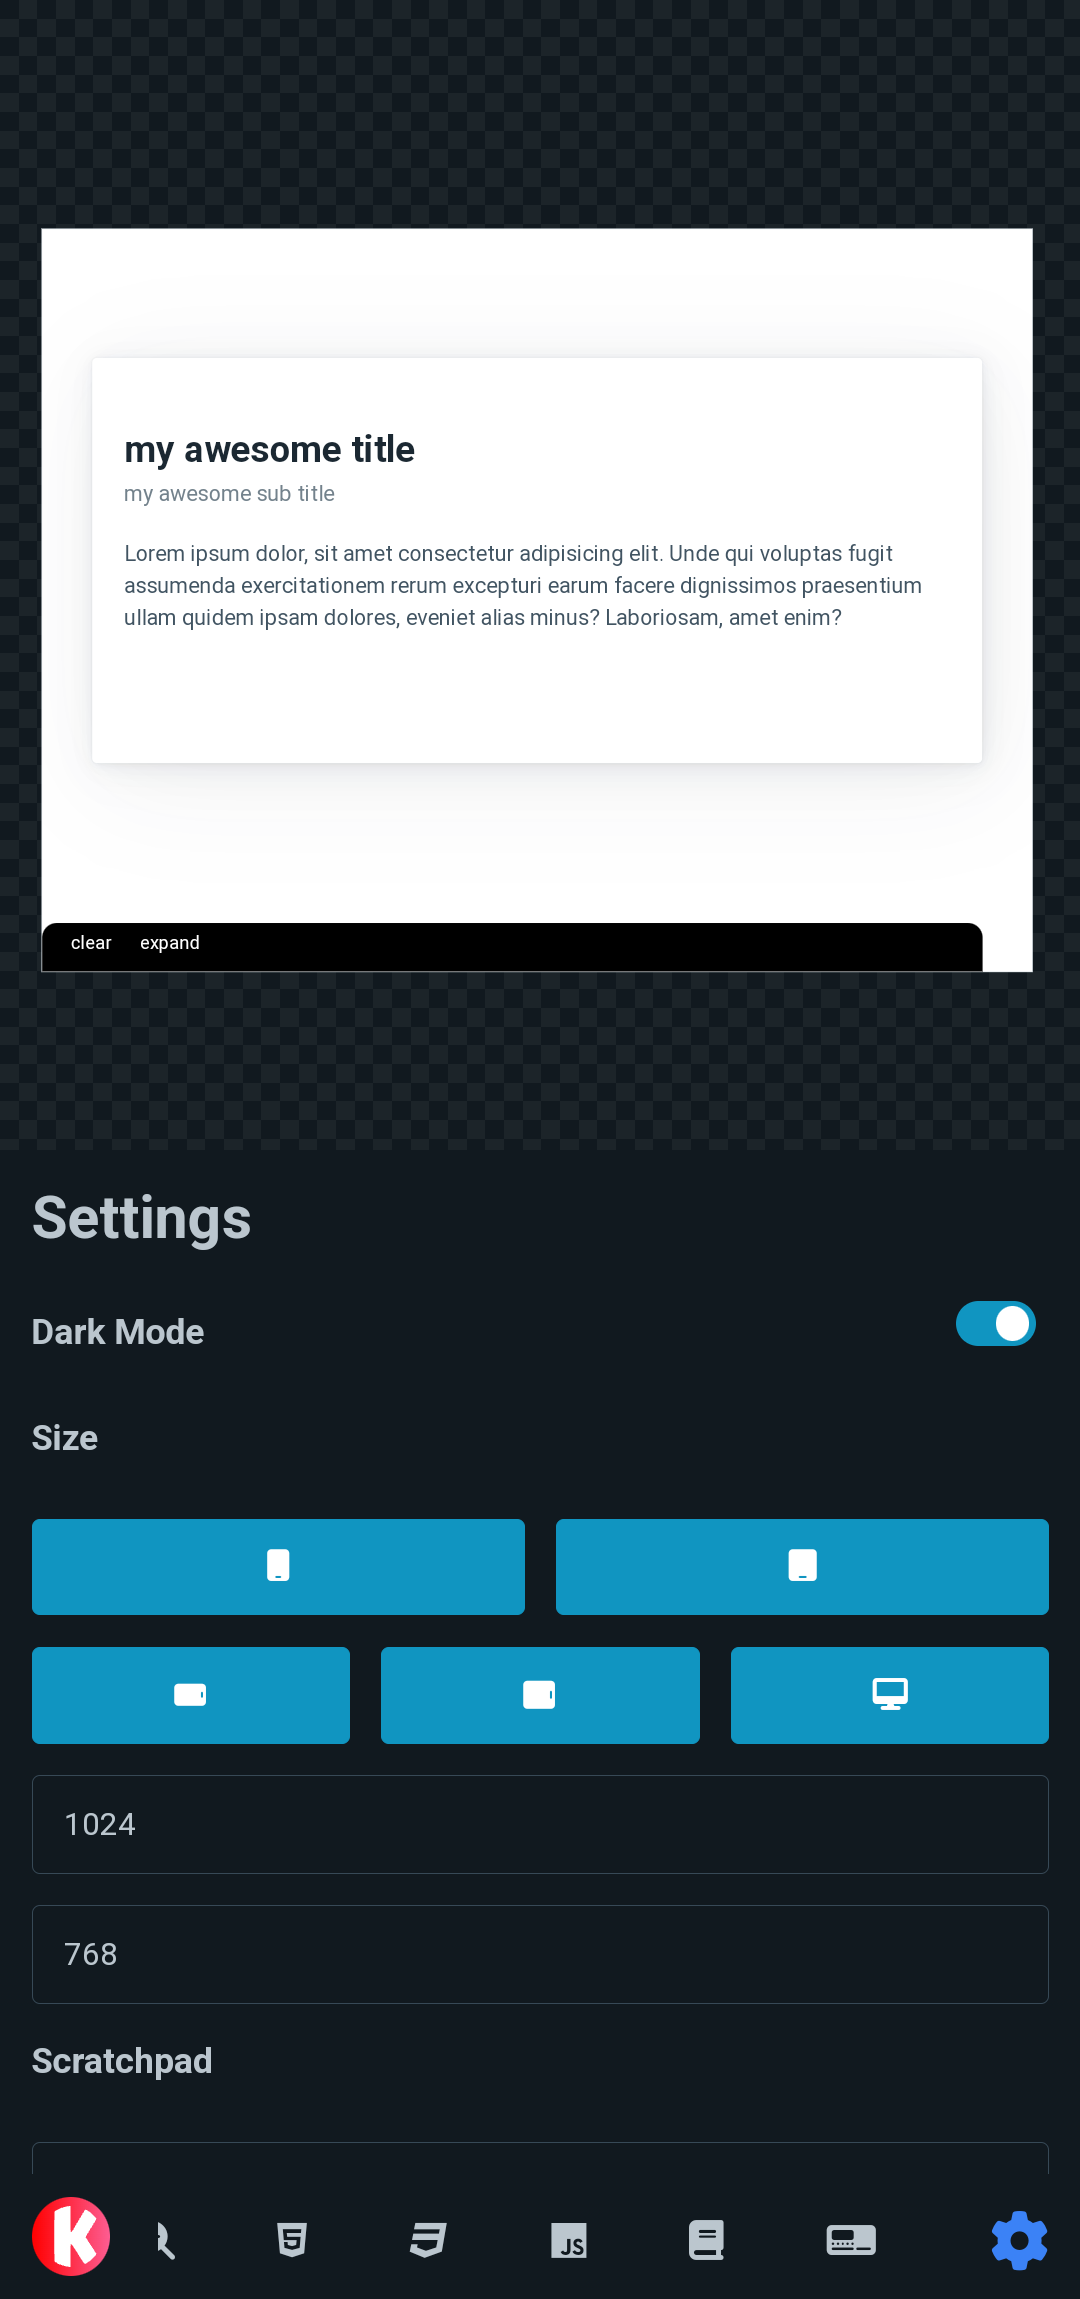 my awesome title
my awesome sub title
Lorem ipsum dolor, sit amet consectetur adipisicing elit. Unde qui voluptas fugit
assumenda exercitationem rerum excepturi earum facere dignissimos praesentium
ullam quidem ipsam dolores, eveniet alias minus? Laboriosam, amet enim?
clear expand
Settings
Dark Mode
Size
1024
768
Scratchpad
K
5
JS